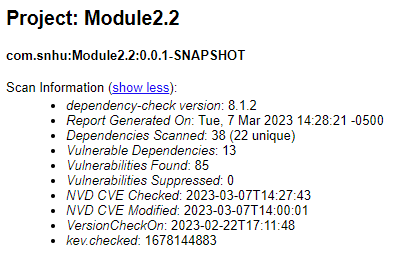 Project: Module2.2
com.snhu:Module2.2:0.0.1-SNAPSHOT
Scan Information (show less):
• dependency-check version: 8.1.2
• Report Generated On: Tue, 7 Mar 2023 14:28:21 -0500
• Dependencies Scanned: 38 (22 unique)
• Vulnerable Dependencies: 13
• Vulnerabilities Found: 85
• Vulnerabilities Suppressed: 0
• NVD CVE Checked: 2023-03-07T14:27:43
• NVD CVE Modified: 2023-03-07T14:00:01
• VersionCheckOn: 2023-02-22T17:11:48
• kev.checked: 1678144883